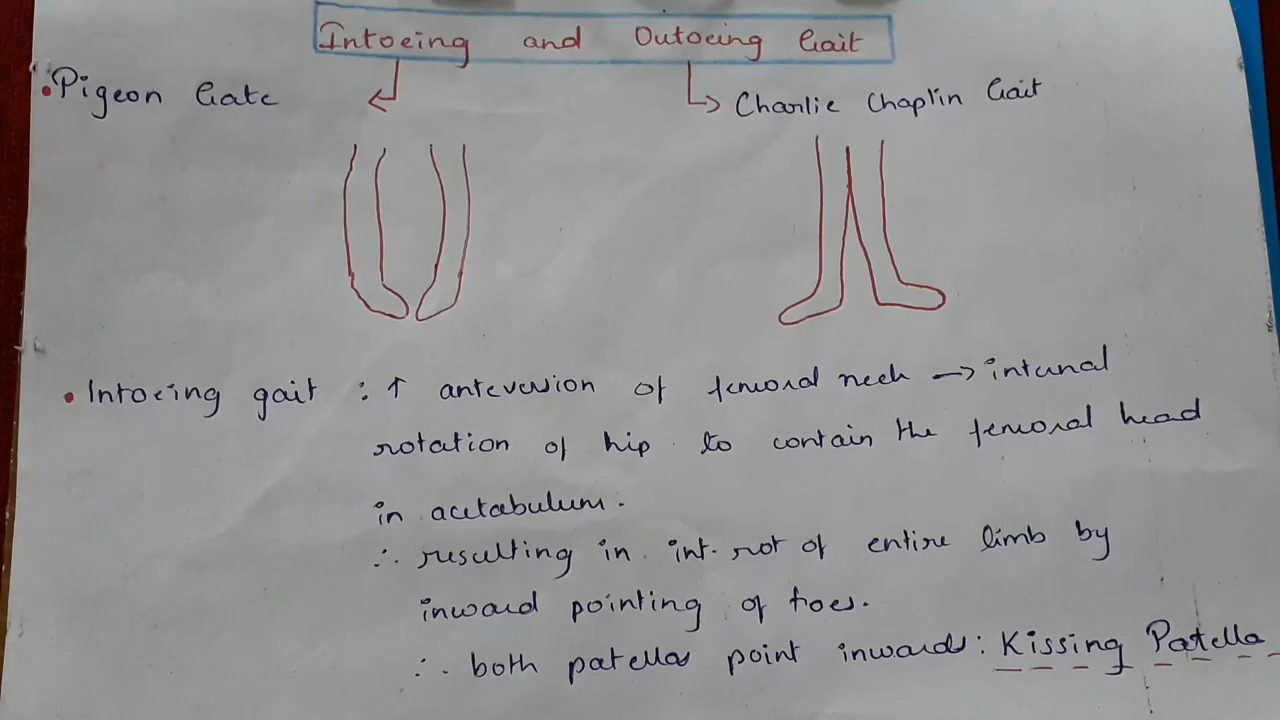 Intoeing and Outoeing Gait
• Pigeon Gate
Charlie Chaplin Gait
• Intoeing gait : ↑ anteversion of femoral neck → internal
rotation of hip to contain the femoral head
in acetabulum.
∴ resulting in int. rot of entire limb by
inward pointing of toes.
∴ both patella point inwards: Kissing Patella